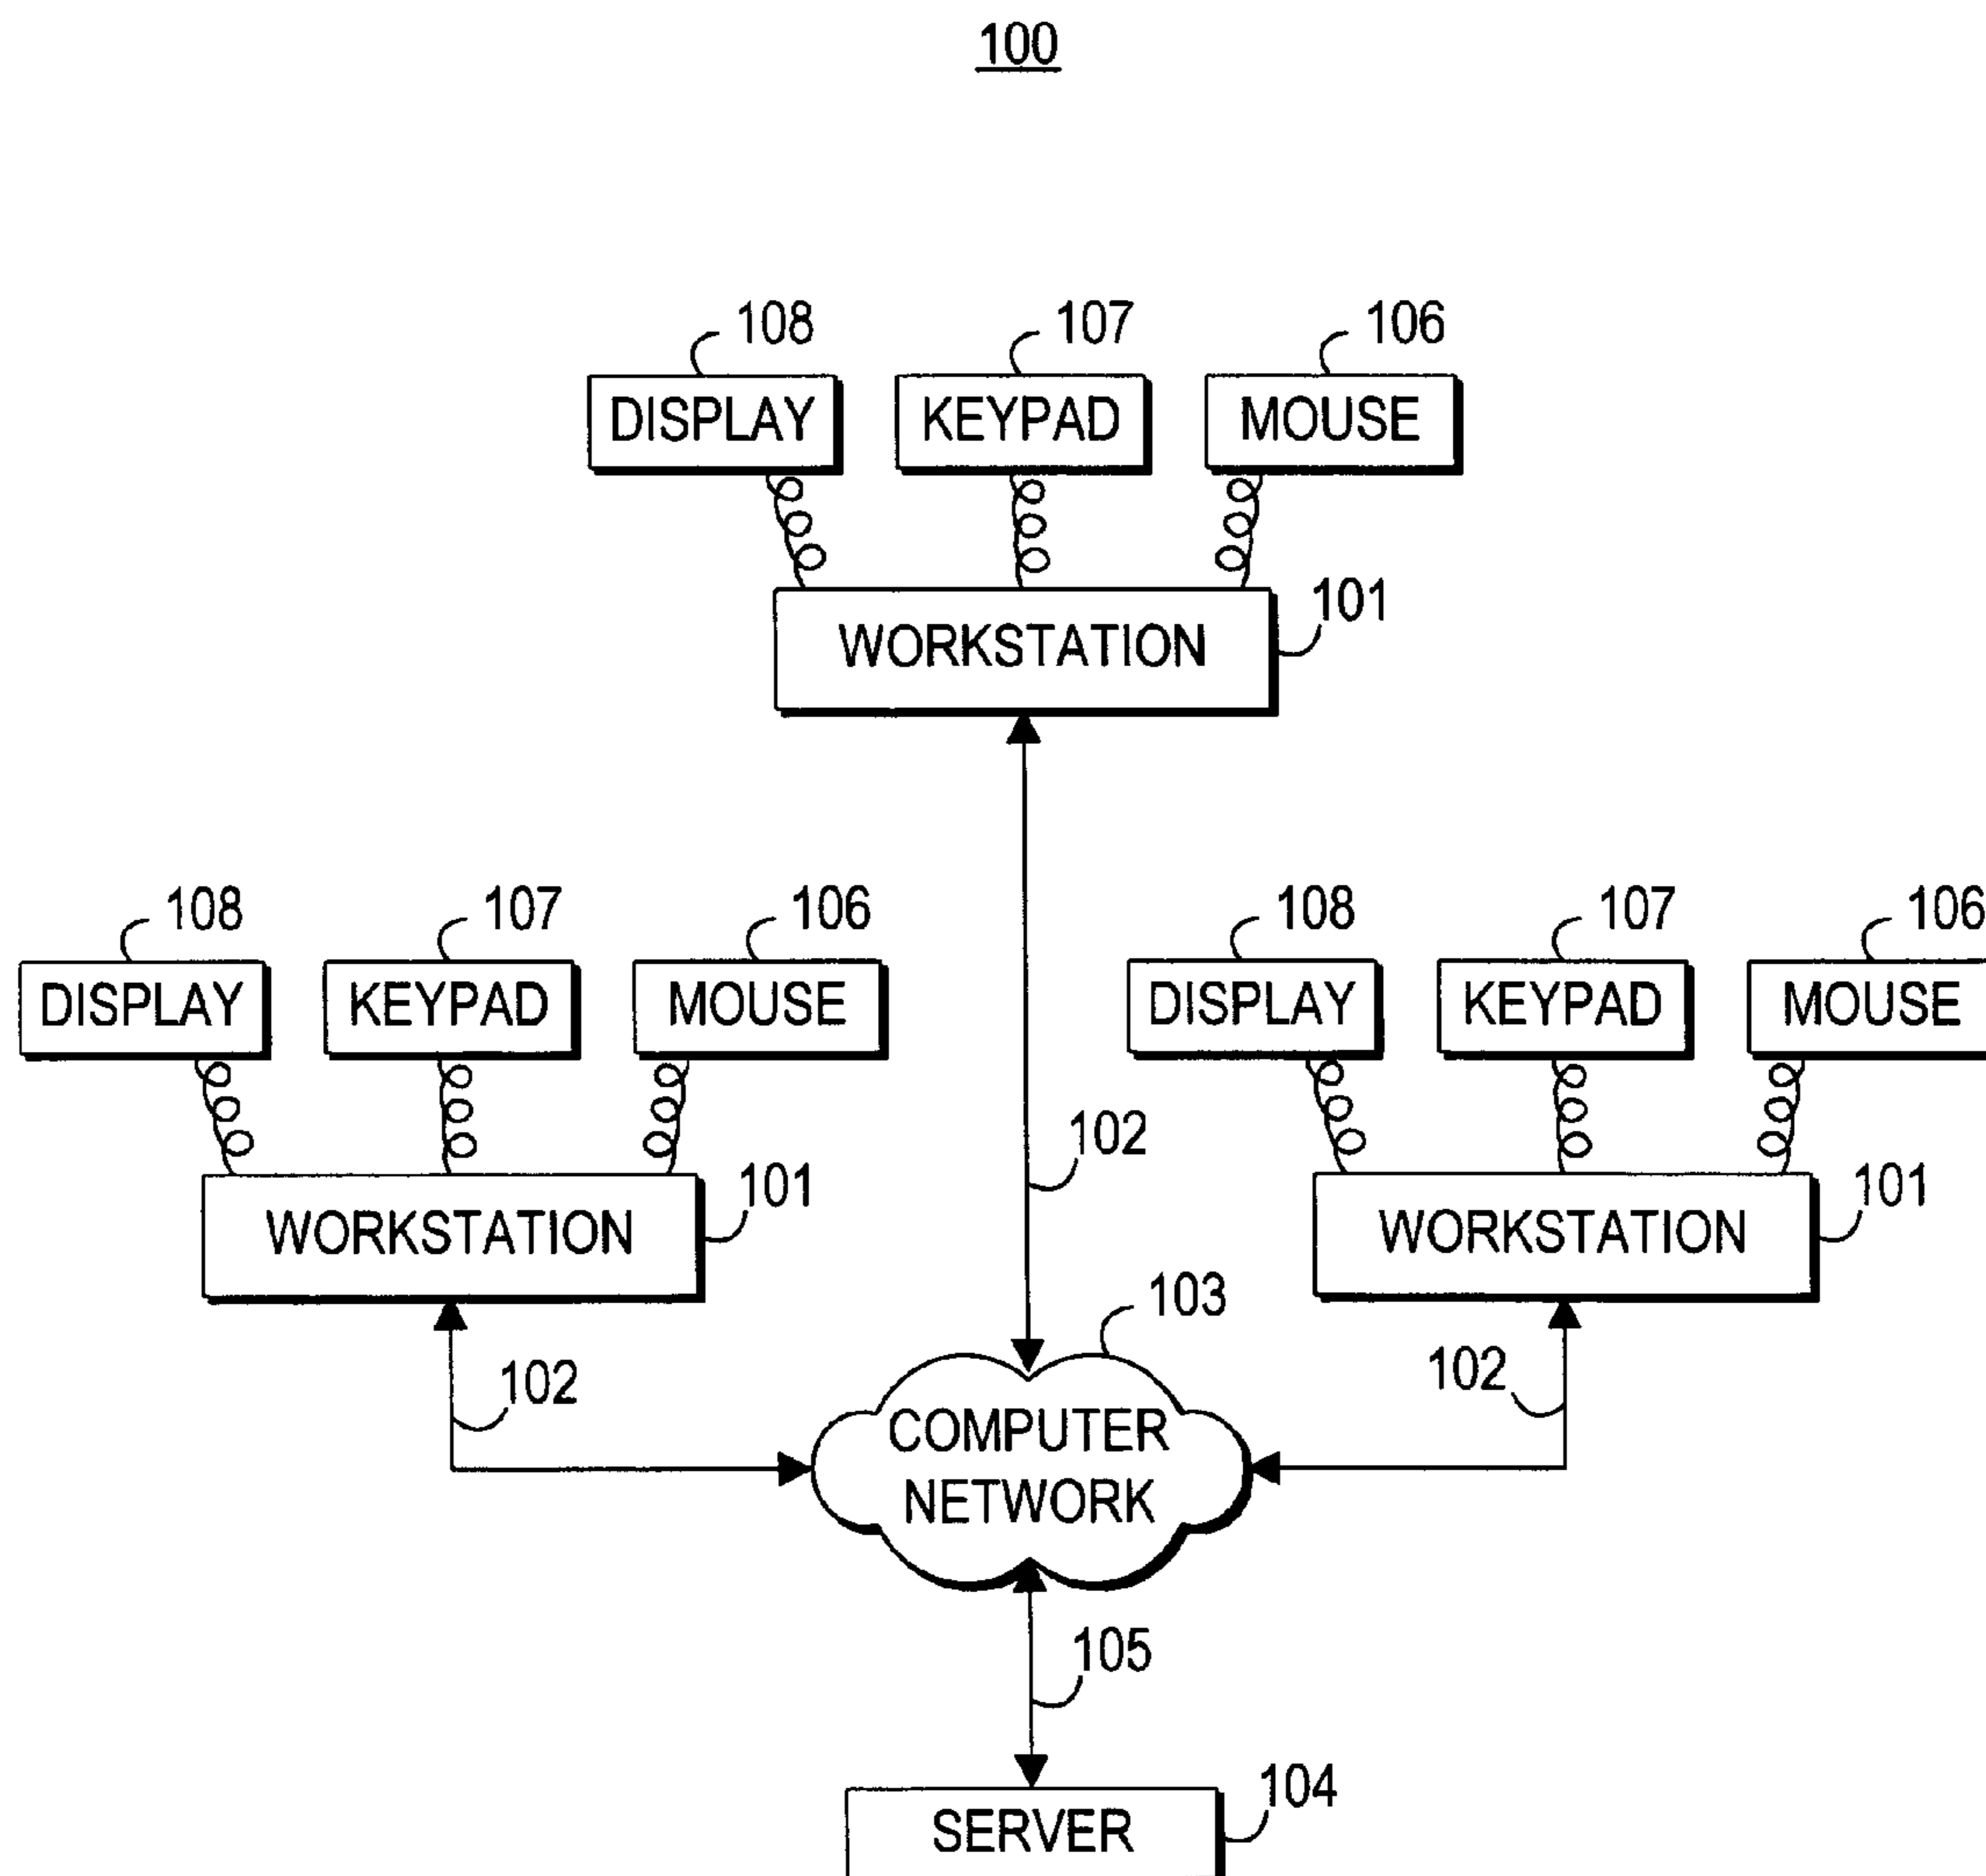 100
108 107 106
DISPLAY KEYPAD MOUSE
101
WORKSTATION
108 107 106 108 107 106
DISPLAY KEYPAD MOUSE DISPLAY KEYPAD MOUSE
102
101 101
WORKSTATION WORKSTATION
103
102 102
COMPUTER
NETWORK
105
104
SERVER